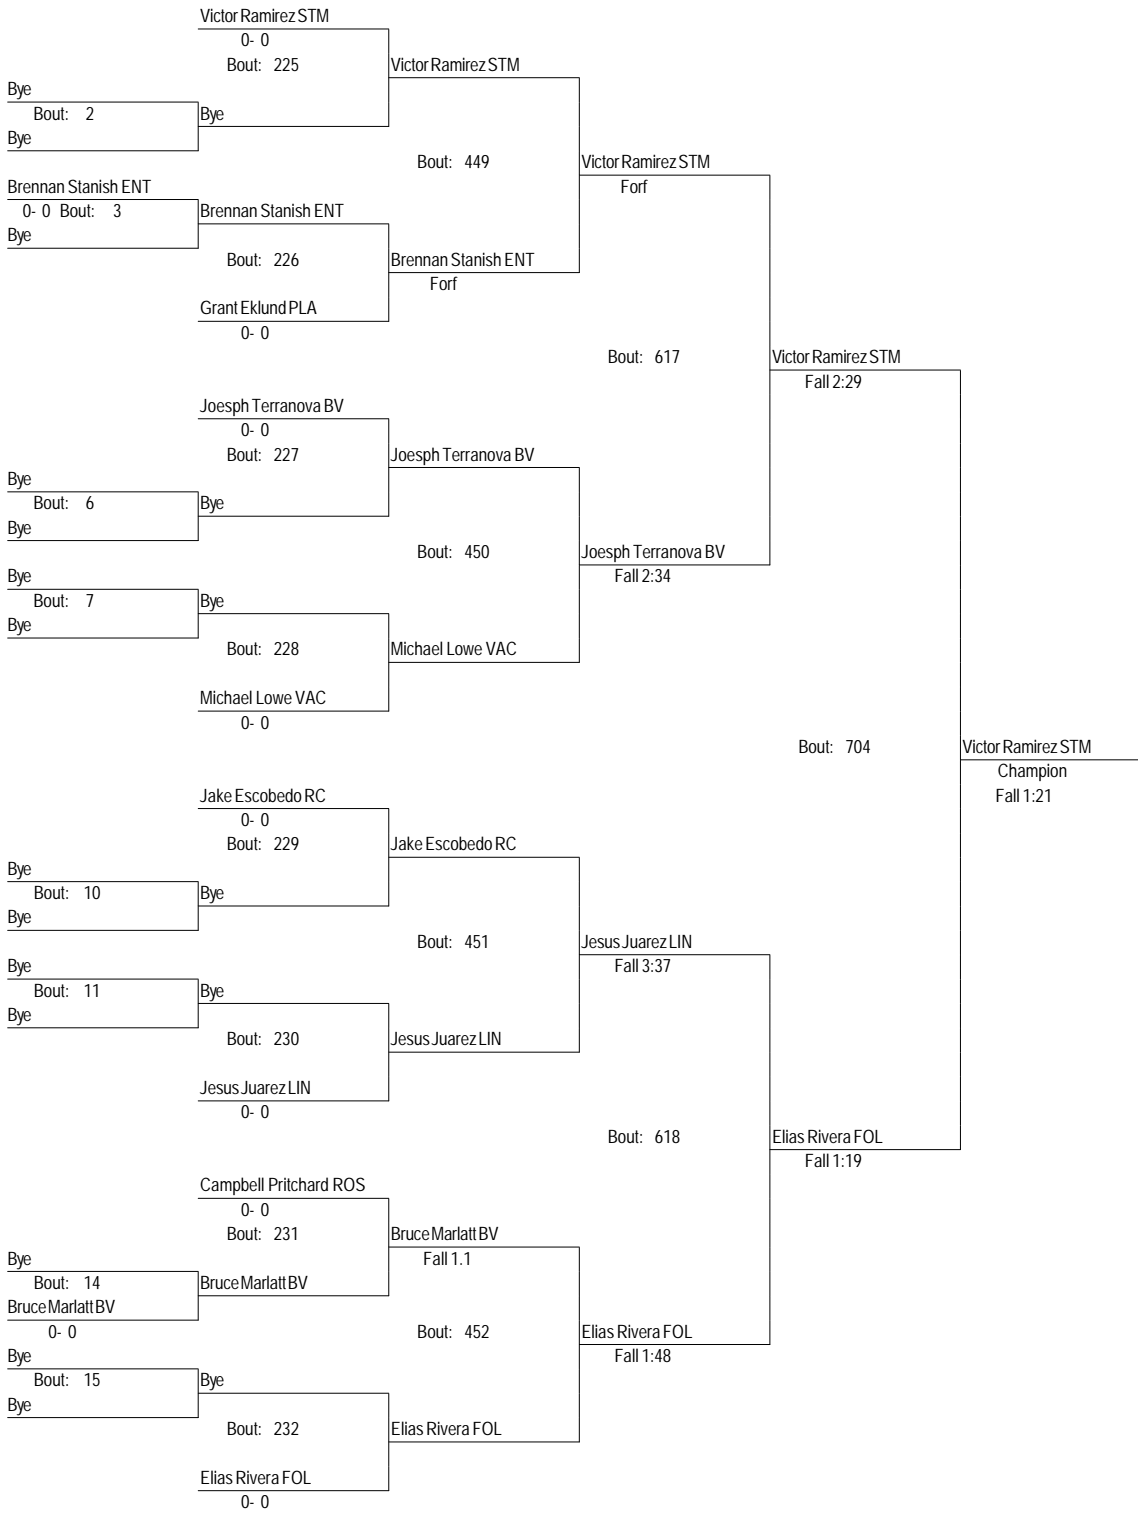 Victor Ramirez STM
0- 0
Bout: 225
Victor Ramirez STM
Bye
Bout: 2
Bye
Bye
Bout: 449
Victor Ramirez STM
Forf
Brennan Stanish ENT
0- 0 Bout: 3
Brennan Stanish ENT
Bye
Bout: 226
Brennan Stanish ENT
Forf
Grant Eklund PLA
0- 0
Bout: 617
Victor Ramirez STM
Fall 2:29
Joesph Terranova BV
0- 0
Bout: 227
Joesph Terranova BV
Bye
Bout: 6
Bye
Bye
Bout: 450
Joesph Terranova BV
Fall 2:34
Bye
Bout: 7
Bye
Bye
Bout: 228
Michael Lowe VAC
Michael Lowe VAC
0- 0
Bout: 704
Victor Ramirez STM
Champion
Fall 1:21
Jake Escobedo RC
0- 0
Bout: 229
Jake Escobedo RC
Bye
Bout: 10
Bye
Bye
Bout: 451
Jesus Juarez LIN
Fall 3:37
Bye
Bout: 11
Bye
Bye
Bout: 230
Jesus Juarez LIN
Jesus Juarez LIN
0- 0
Bout: 618
Elias Rivera FOL
Fall 1:19
Campbell Pritchard ROS
0- 0
Bout: 231
Bruce Marlatt BV
Fall 1.1
Bye
Bout: 14
Bruce Marlatt BV
Bruce Marlatt BV
0- 0
Bout: 452
Elias Rivera FOL
Fall 1:48
Bye
Bout: 15
Bye
Bye
Bout: 232
Elias Rivera FOL
Elias Rivera FOL
0- 0